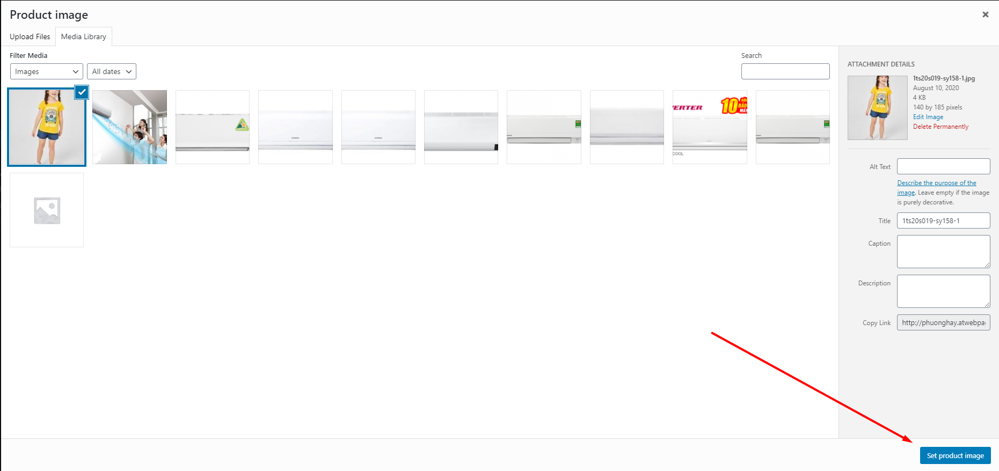 Product image
Upload Files
Media Library
Filter Media
Images
All dates
Search
VERTER
10
COOL
ATTACHMENT DETAILS
1ts20s019-sy158-1.jpg
August 10, 2020
4 KB
140 by 185 pixels
Edit Image
Delete Permanently
Alt Text
Describe the purpose of the
image. Leave empty if the image
is purely decorative.
Title
1ts20s019-sy158-1
Caption
Description
Copy Link
http://phuonghay.atwebpa
Set product image